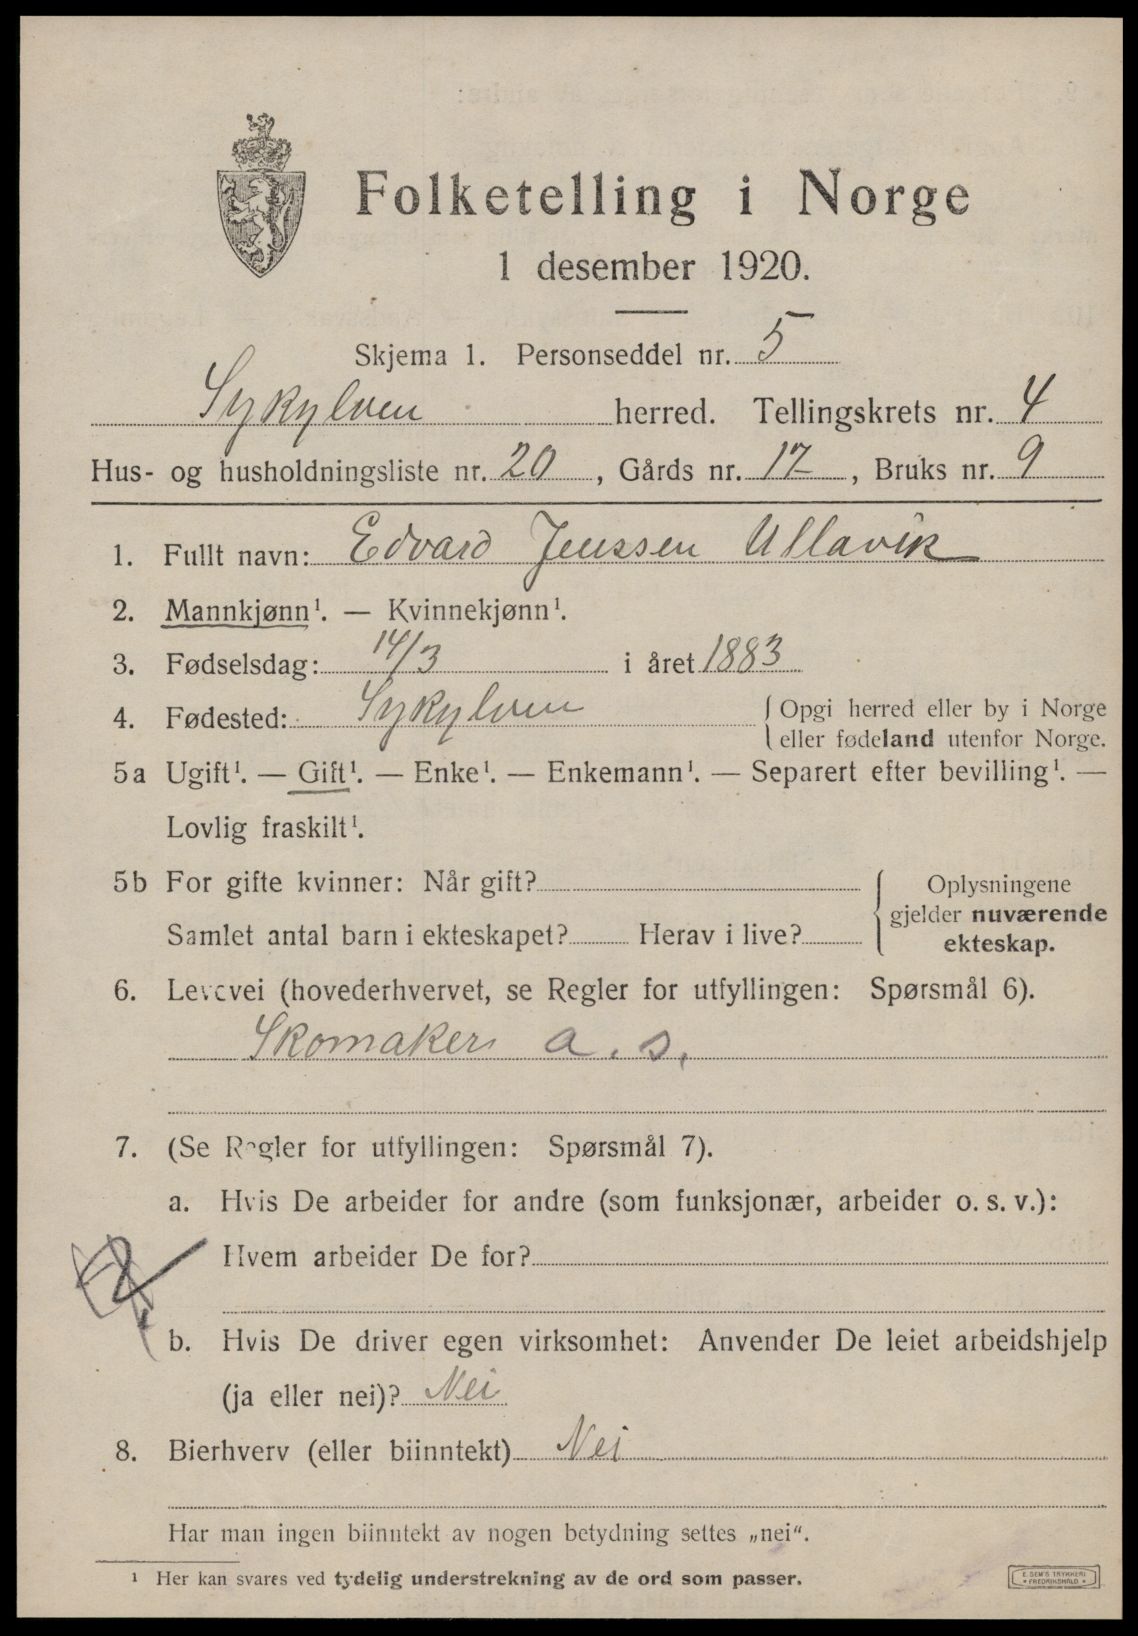 Folketelling i Norge
1 desember 1920.
Skjema 1. Personseddel nr. 5
Sykylven herred. Tellingskrets nr. 4
Hus- og husholdningsliste nr. 20, Gårds nr. 17, Bruks nr. 9
1. Fullt navn: Edvard Jenssen Ullavik
2. Mannkjønn¹. — Kvinnekjønn¹.
3. Fødselsdag: 14/3 i året 1883
4. Fødested: Sykylven { Opgi herred eller by i Norge
eller fødeland utenfor Norge.
5a Ugift¹. — Gift¹. — Enke¹. — Enkemann¹. — Separert efter bevilling¹. —
Lovlig fraskilt¹.
5b For gifte kvinner: Når gift? { Oplysningene
gjelder nuværende
Samlet antal barn i ekteskapet? Herav i live?
ekteskap.
6. Levevei (hovederhvervet, se Regler for utfyllingen: Spørsmål 6).
Skomaker a. s.
7. (Se Regler for utfyllingen: Spørsmål 7).
a. Hvis De arbeider for andre (som funksjonær, arbeider o. s. v.):
Hvem arbeider De for?
b. Hvis De driver egen virksomhet: Anvender De leiet arbeidshjelp
(ja eller nei)? Nei
8. Bierhverv (eller biinntekt) Nei
Har man ingen biinntekt av nogen betydning settes „nei“.
¹ Her kan svares ved tydelig understrekning av de ord som passer.
E. SEM'S TRYKKERI
• FREDRIKSHALD •